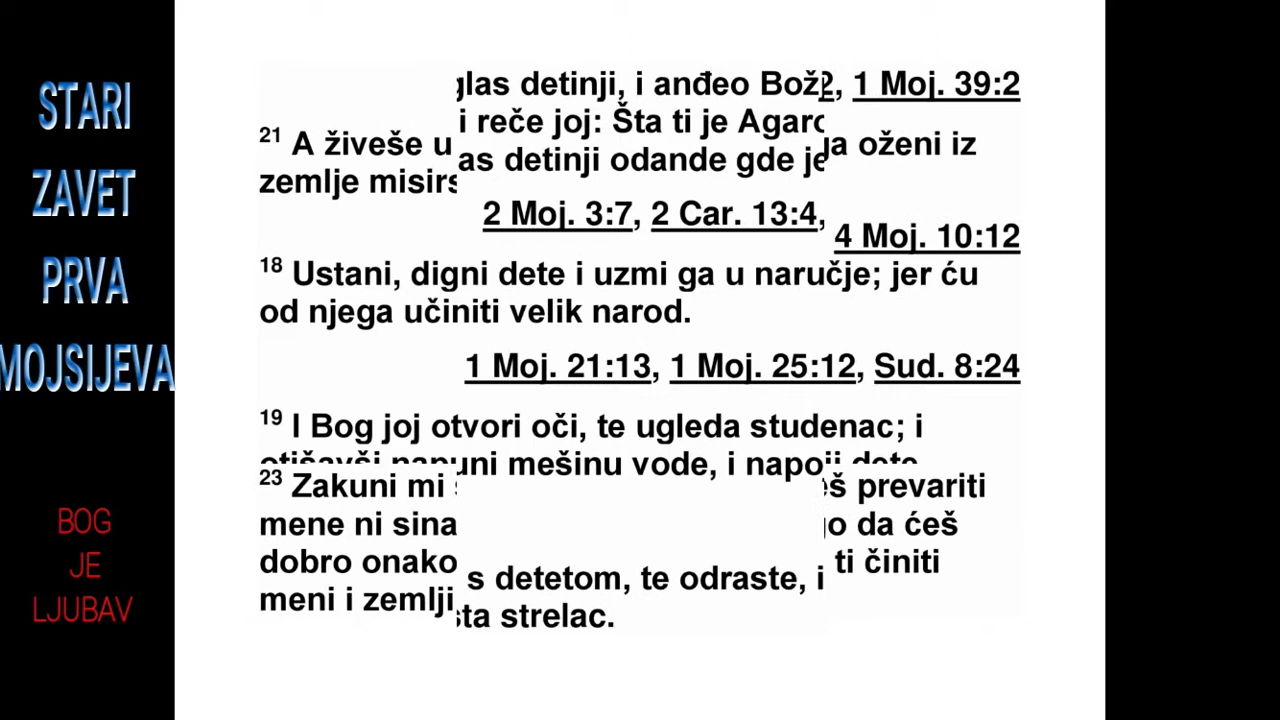 STARI
ZAVET
PRVA
MOJSIJEVA
BOG
JE
LJUBAV
glas detinji, i anđeo Bož 2, 1 Moj. 39:2
i reče joj: Šta ti je Agaro
21 A živeše u oženi iz
as detinji odande gde je
zemlje misirs
2 Moj. 3:7, 2 Car. 13:4,
4 Moj. 10:12
18 Ustani, digni dete i uzmi ga u naručje; jer ću
od njega učiniti velik narod.
1 Moj. 21:13, 1 Moj. 25:12, Sud. 8:24
19 I Bog joj otvori oči, te ugleda studenac; i
otišavši napuni mešinu vode, i napoji dete
23 Zakuni mi eš prevariti
mene ni sina go da ćeš
dobro onako ti činiti
s detetom, te odraste, i
meni i zemlji
sta strelac.